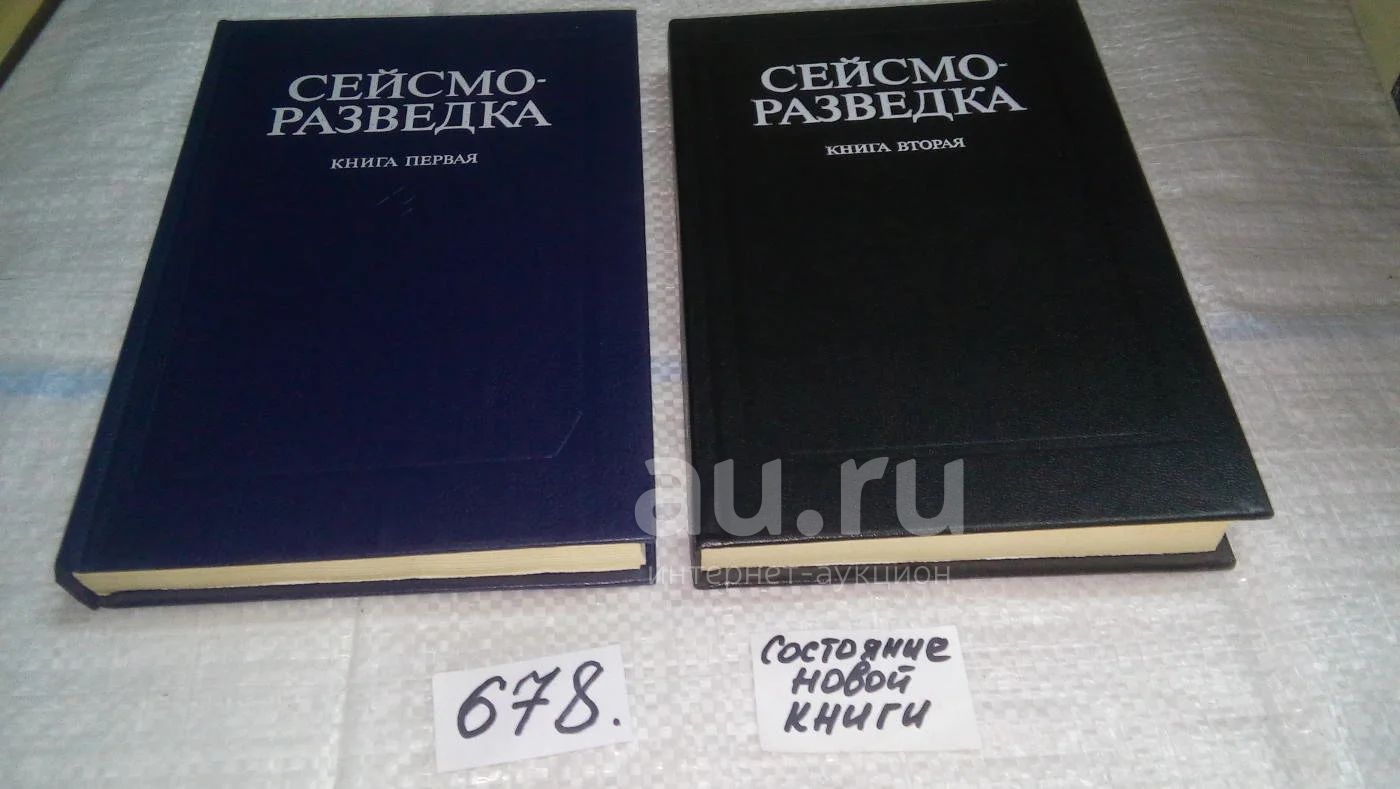 СЕЙСМО-
РАЗВЕДКА
КНИГА ПЕРВАЯ
СЕЙСМО-
РАЗВЕДКА
КНИГА ВТОРАЯ
au.ru
интернет-аукцион
678.
Состояние
новой
книги